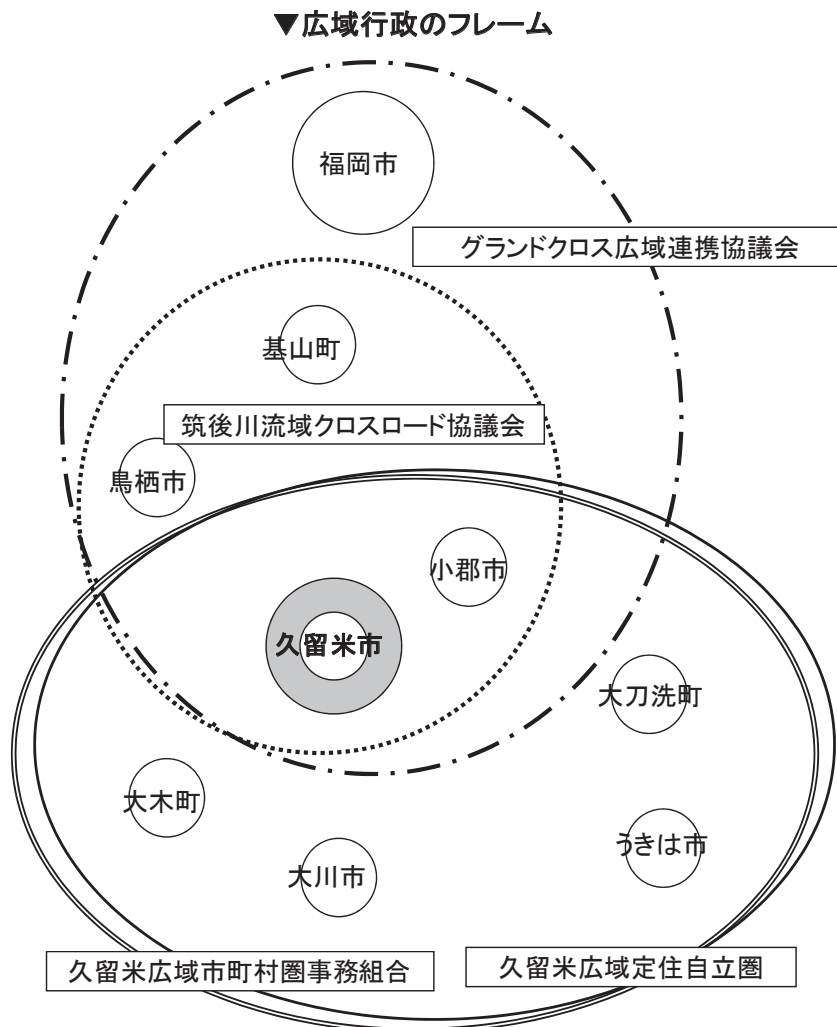 ▼広域行政のフレーム
福岡市
グランドクロス広域連携協議会
基山町
筑後川流域クロスロード協議会
鳥栖市
小郡市
久留米市
大刀洗町
大木町
うきは市
大川市
久留米広域市町村圏事務組合
久留米広域定住自立圏